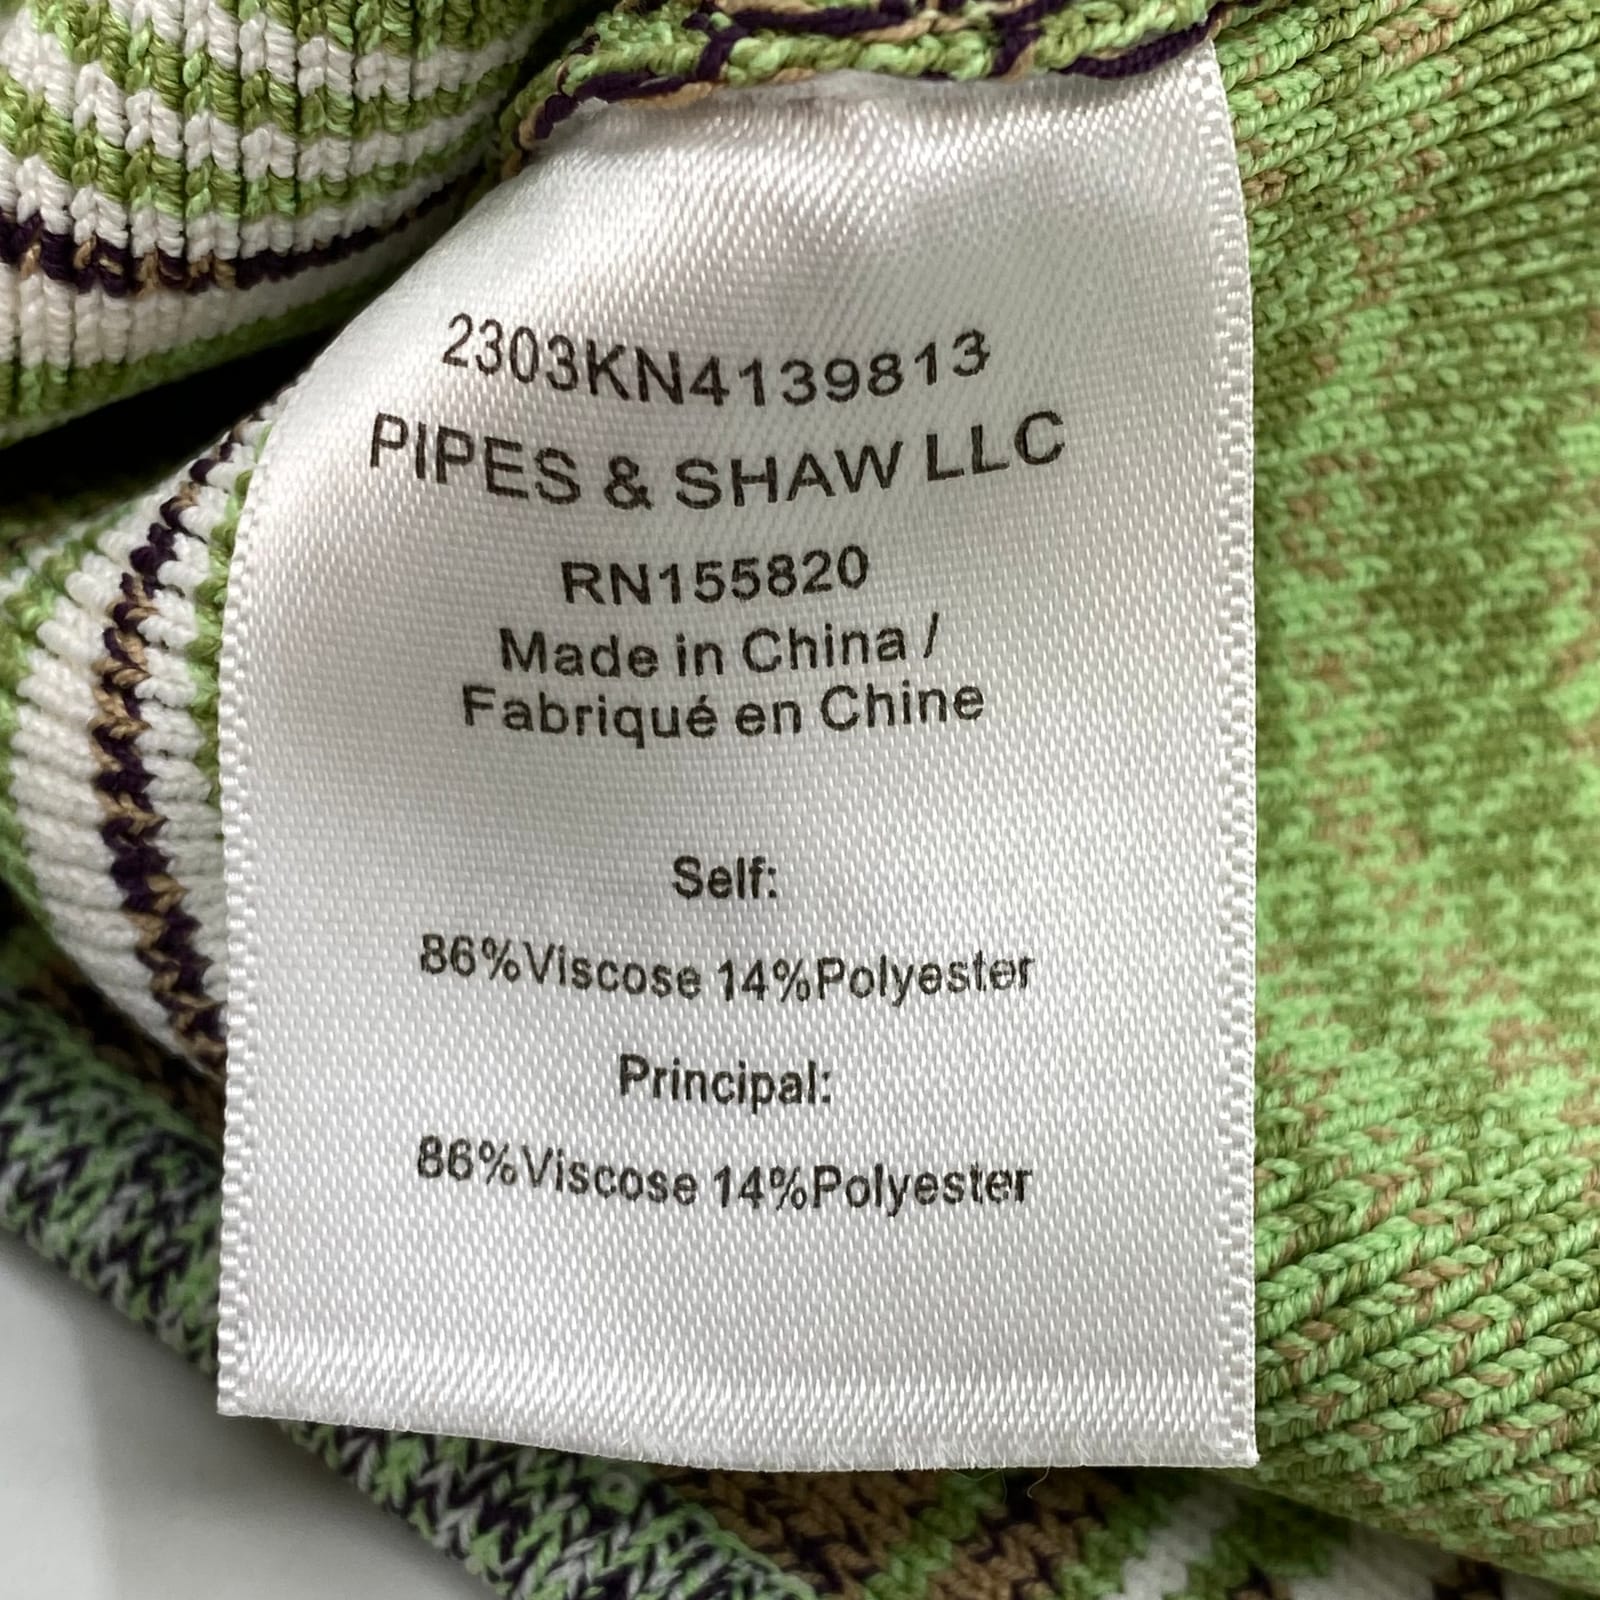 2303KN4139813
PIPES & SHAW LLC
RN155820
Made in China /
Fabriqué en Chine
Self:
86%Viscose 14%Polyester
Principal:
86%Viscose 14%Polyester